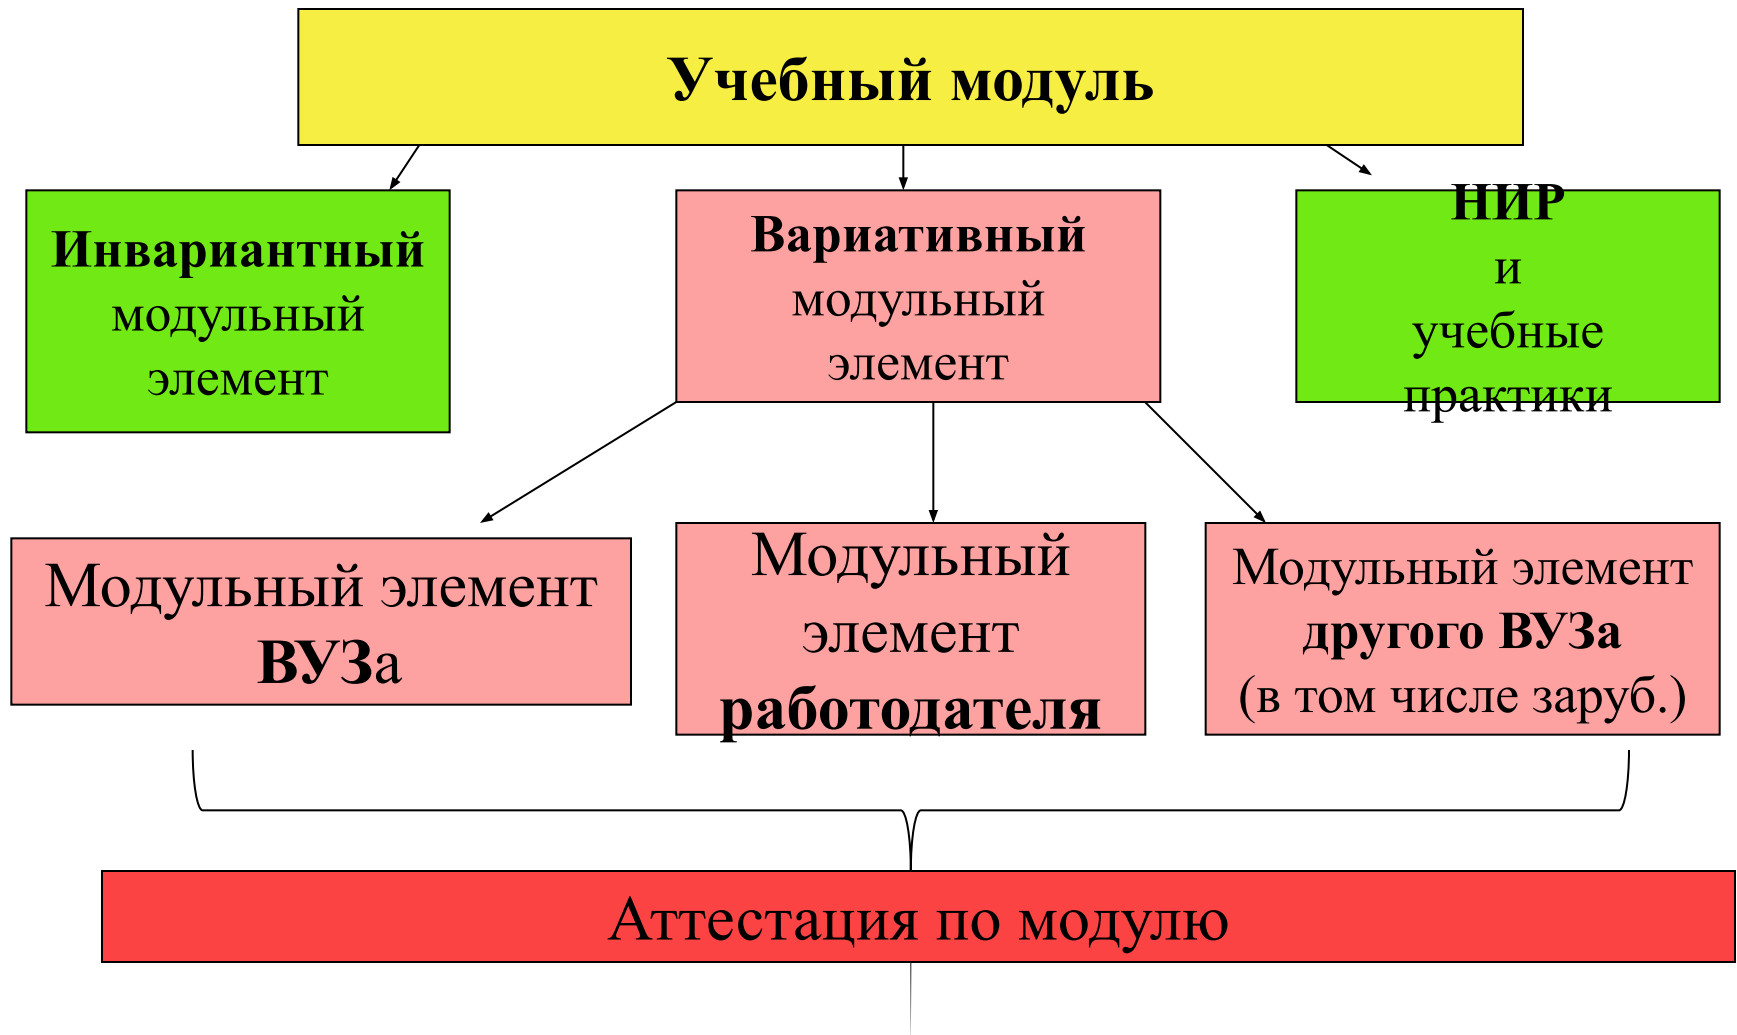 Учебный модуль
Инвариантный
модульный
элемент
Вариативный
модульный
элемент
НИР
и
учебные
практики
Модульный элемент
ВУЗа
Модульный
элемент
работодателя
Модульный элемент
другого ВУЗа
(в том числе заруб.)
Аттестация по модулю